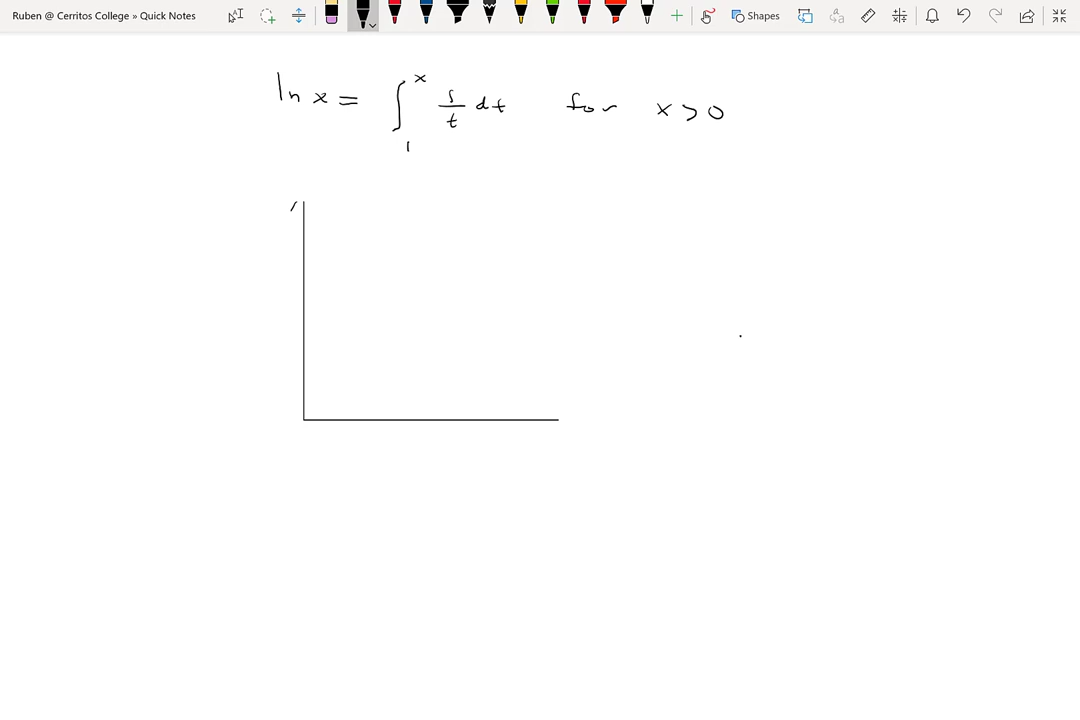 Ruben @ Cerritos College » Quick Notes Shapes
ln x = ∫₁ˣ 1/t dt for x > 0